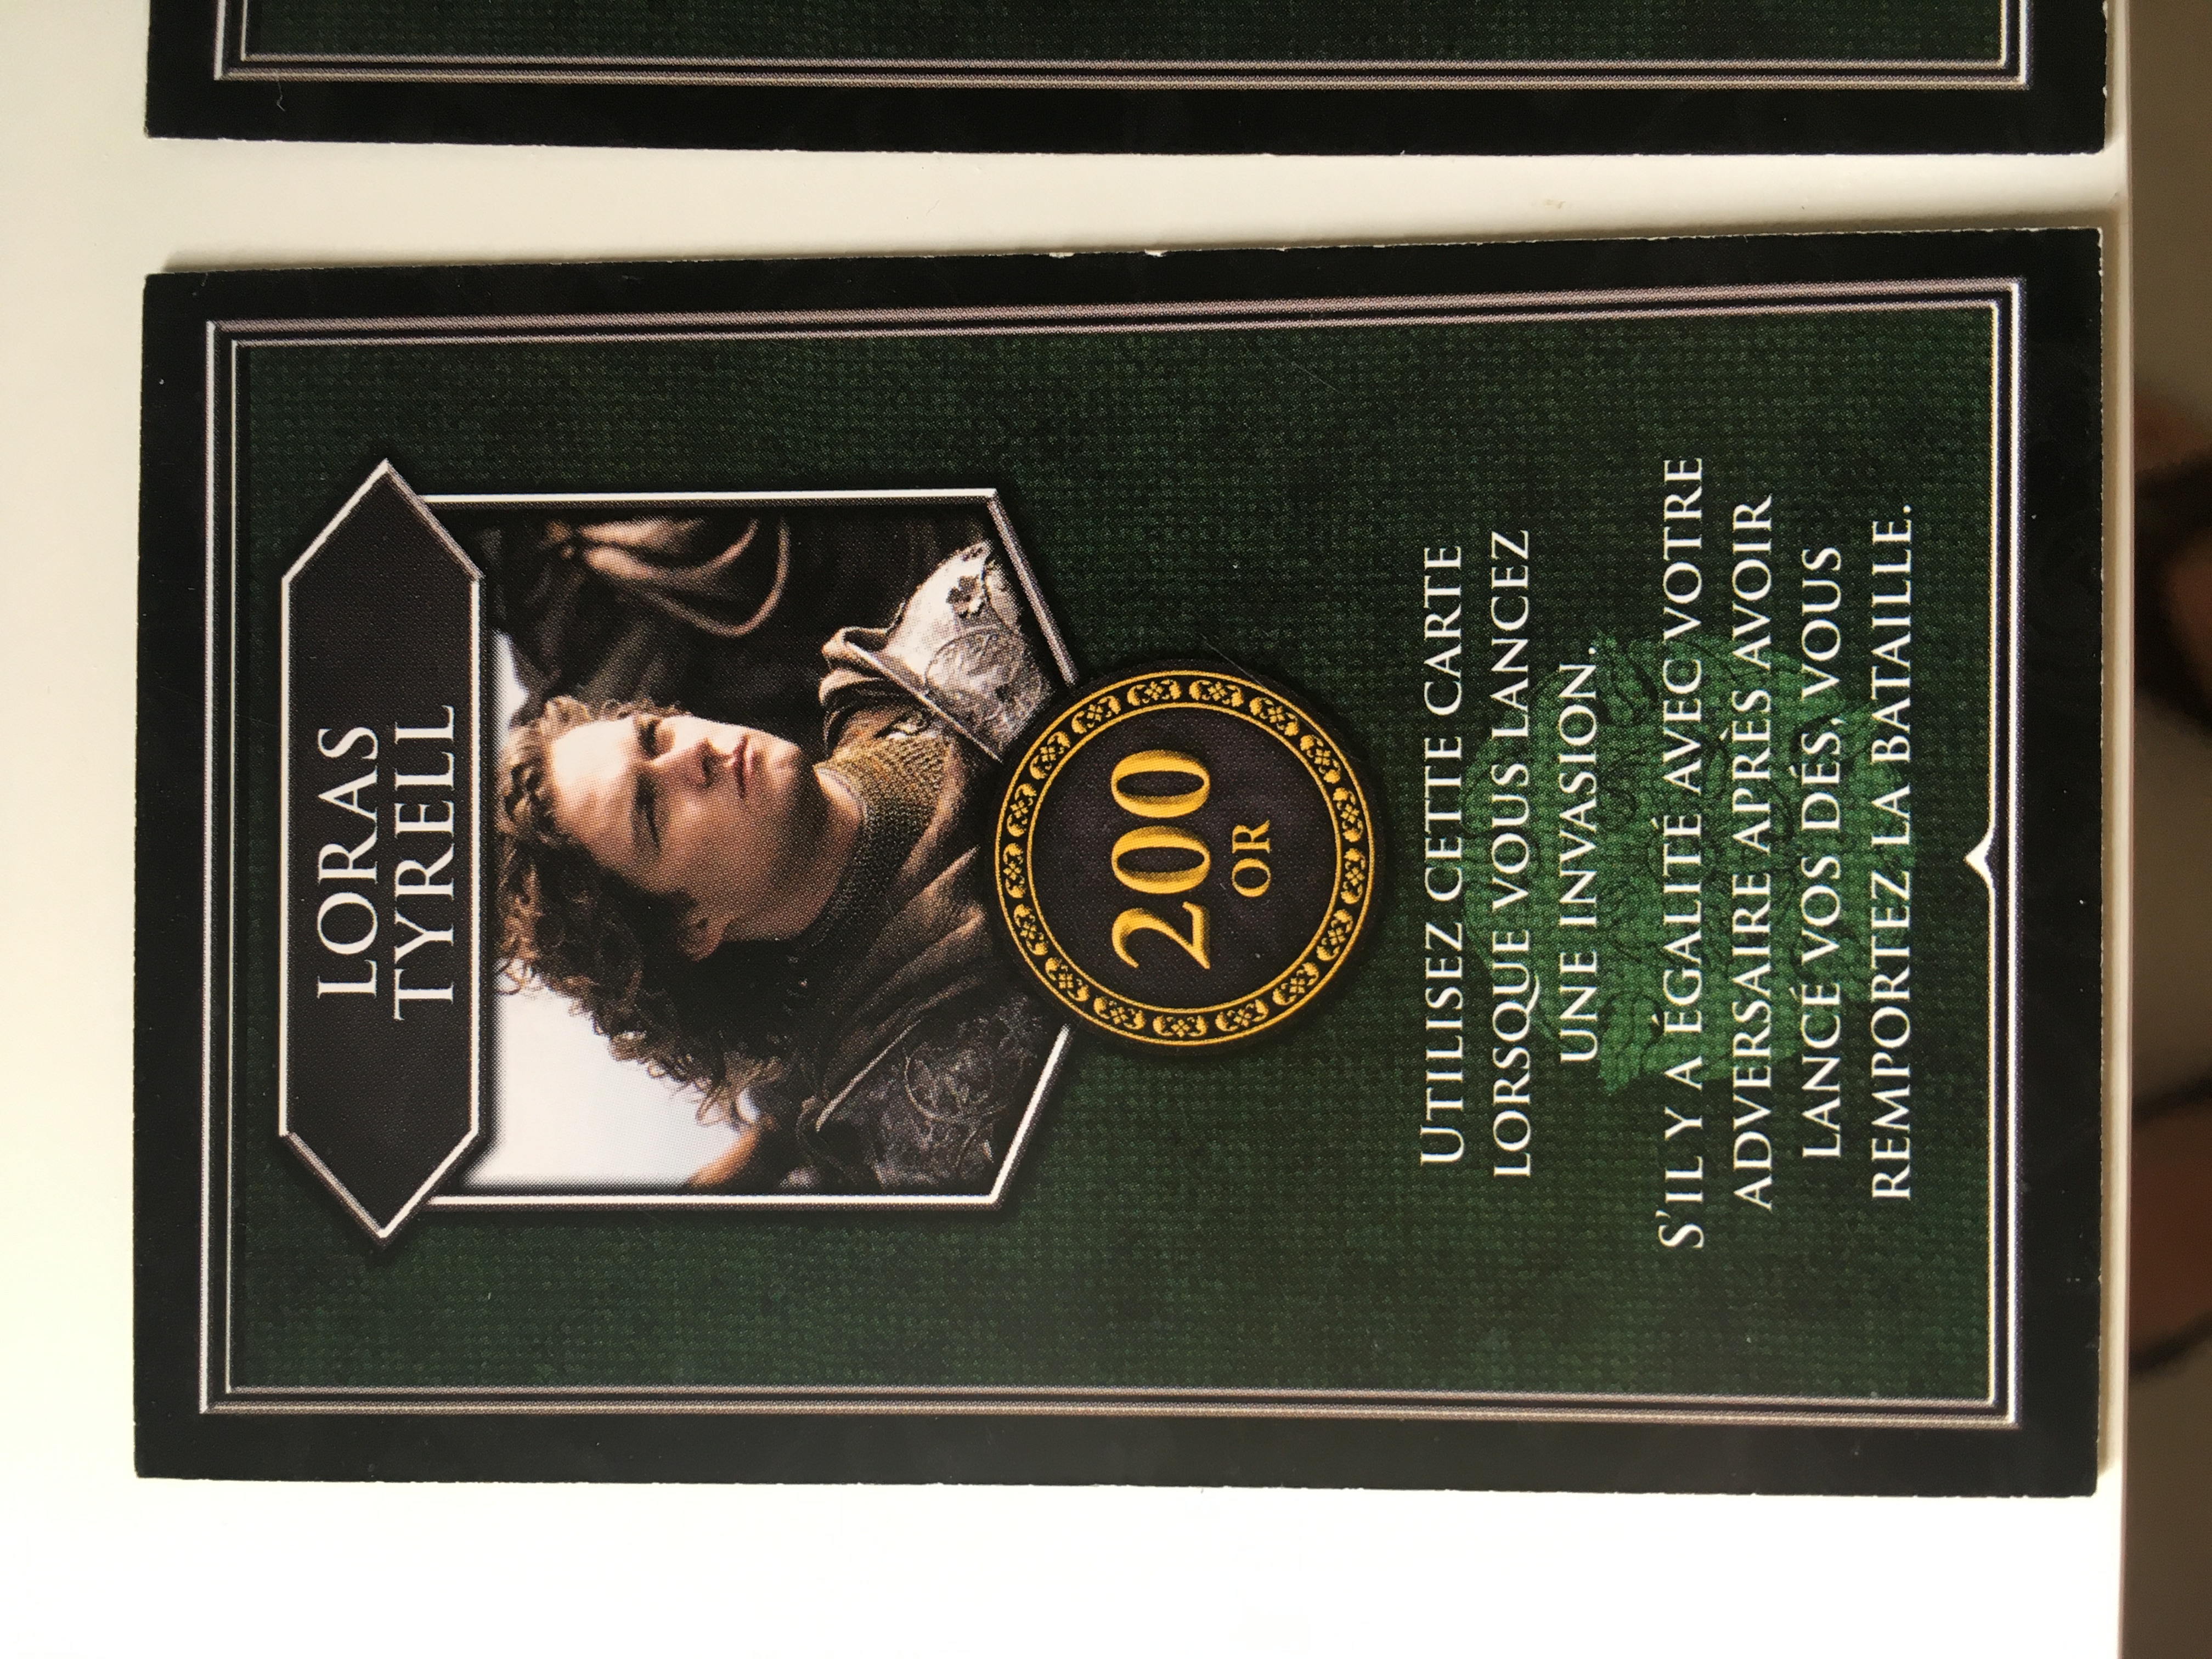 LORAS
TYRELL
200
OR
UTILISEZ CETTE CARTE
LORSQUE VOUS LANCEZ
UNE INVASION.
S'IL Y A ÉGALITÉ AVEC VOTRE
ADVERSAIRE APRÈS AVOIR
LANCÉ VOS DÉS, VOUS
REMPORTEZ LA BATAILLE.